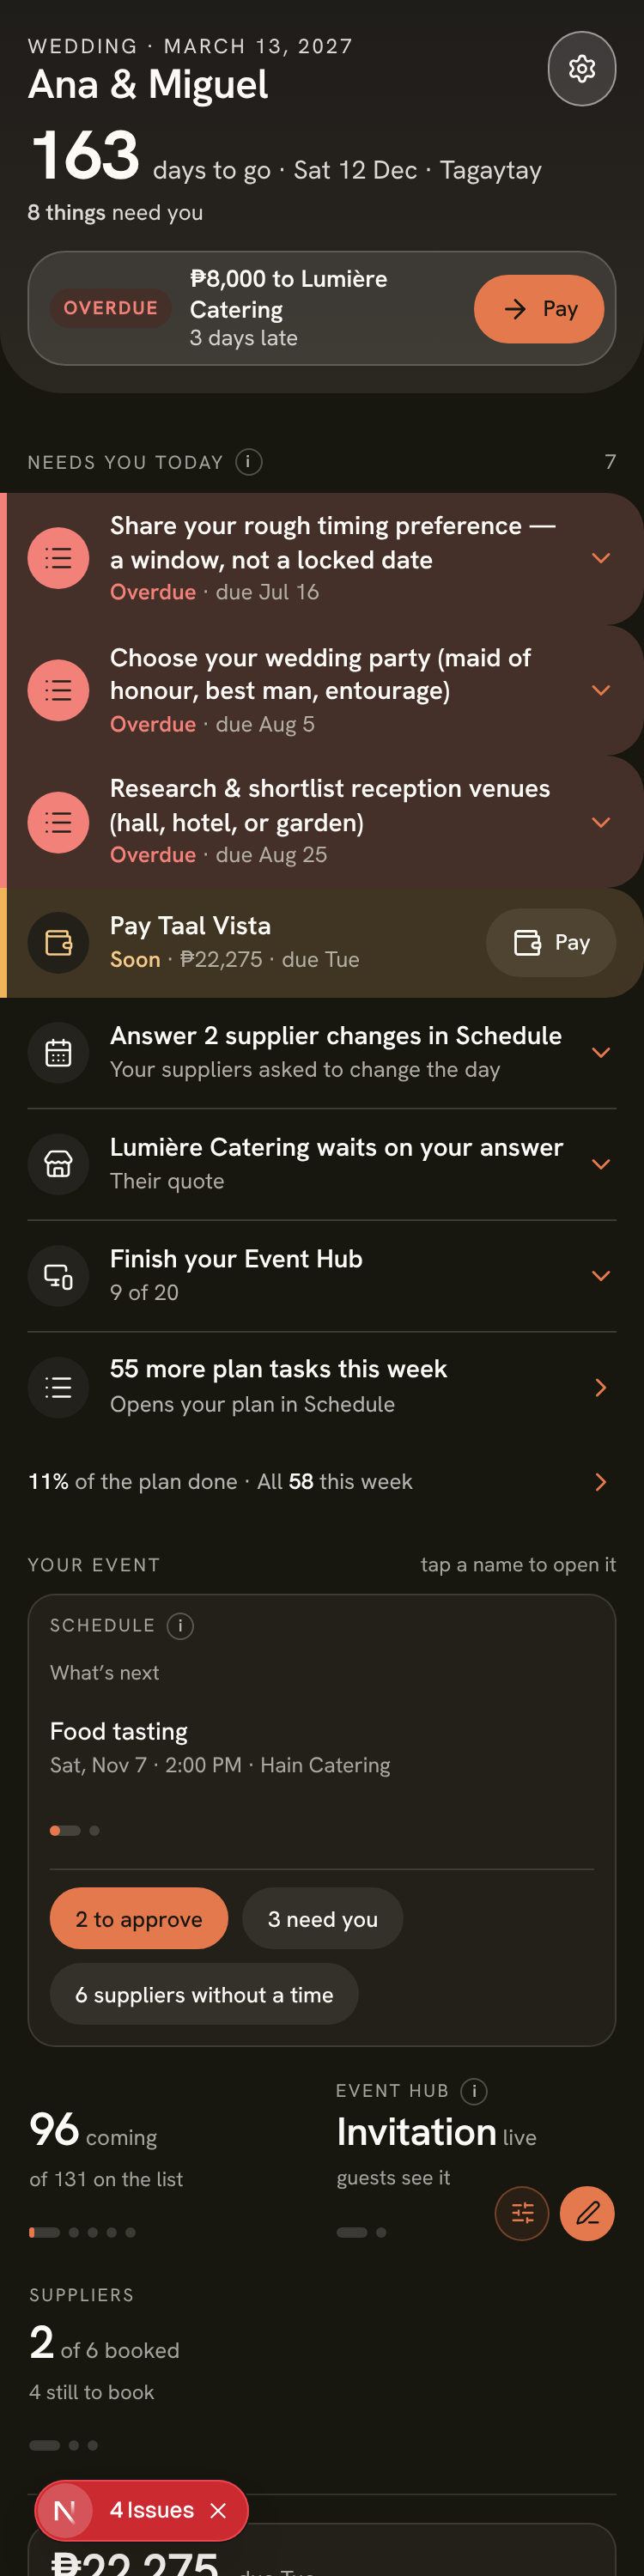 WEDDING · MARCH 13, 2027
Ana & Miguel
163 days to go · Sat 12 Dec · Tagaytay
8 things need you
OVERDUE
₱8,000 to Lumière
Catering
3 days late
Pay
NEEDS YOU TODAY i
7
Share your rough timing preference —
a window, not a locked date
Overdue · due Jul 16
Choose your wedding party (maid of
honour, best man, entourage)
Overdue · due Aug 5
Research & shortlist reception venues
(hall, hotel, or garden)
Overdue · due Aug 25
Pay Taal Vista
Soon · ₱22,275 · due Tue
Pay
Answer 2 supplier changes in Schedule
Your suppliers asked to change the day
Lumière Catering waits on your answer
Their quote
Finish your Event Hub
9 of 20
55 more plan tasks this week
Opens your plan in Schedule
11% of the plan done · All 58 this week
YOUR EVENT
tap a name to open it
SCHEDULE i
What’s next
Food tasting
Sat, Nov 7 · 2:00 PM · Hain Catering
2 to approve
3 need you
6 suppliers without a time
96 coming
of 131 on the list
EVENT HUB i
Invitation live
guests see it
SUPPLIERS
2 of 6 booked
4 still to book
N 4 Issues
₱22,275 due Tue